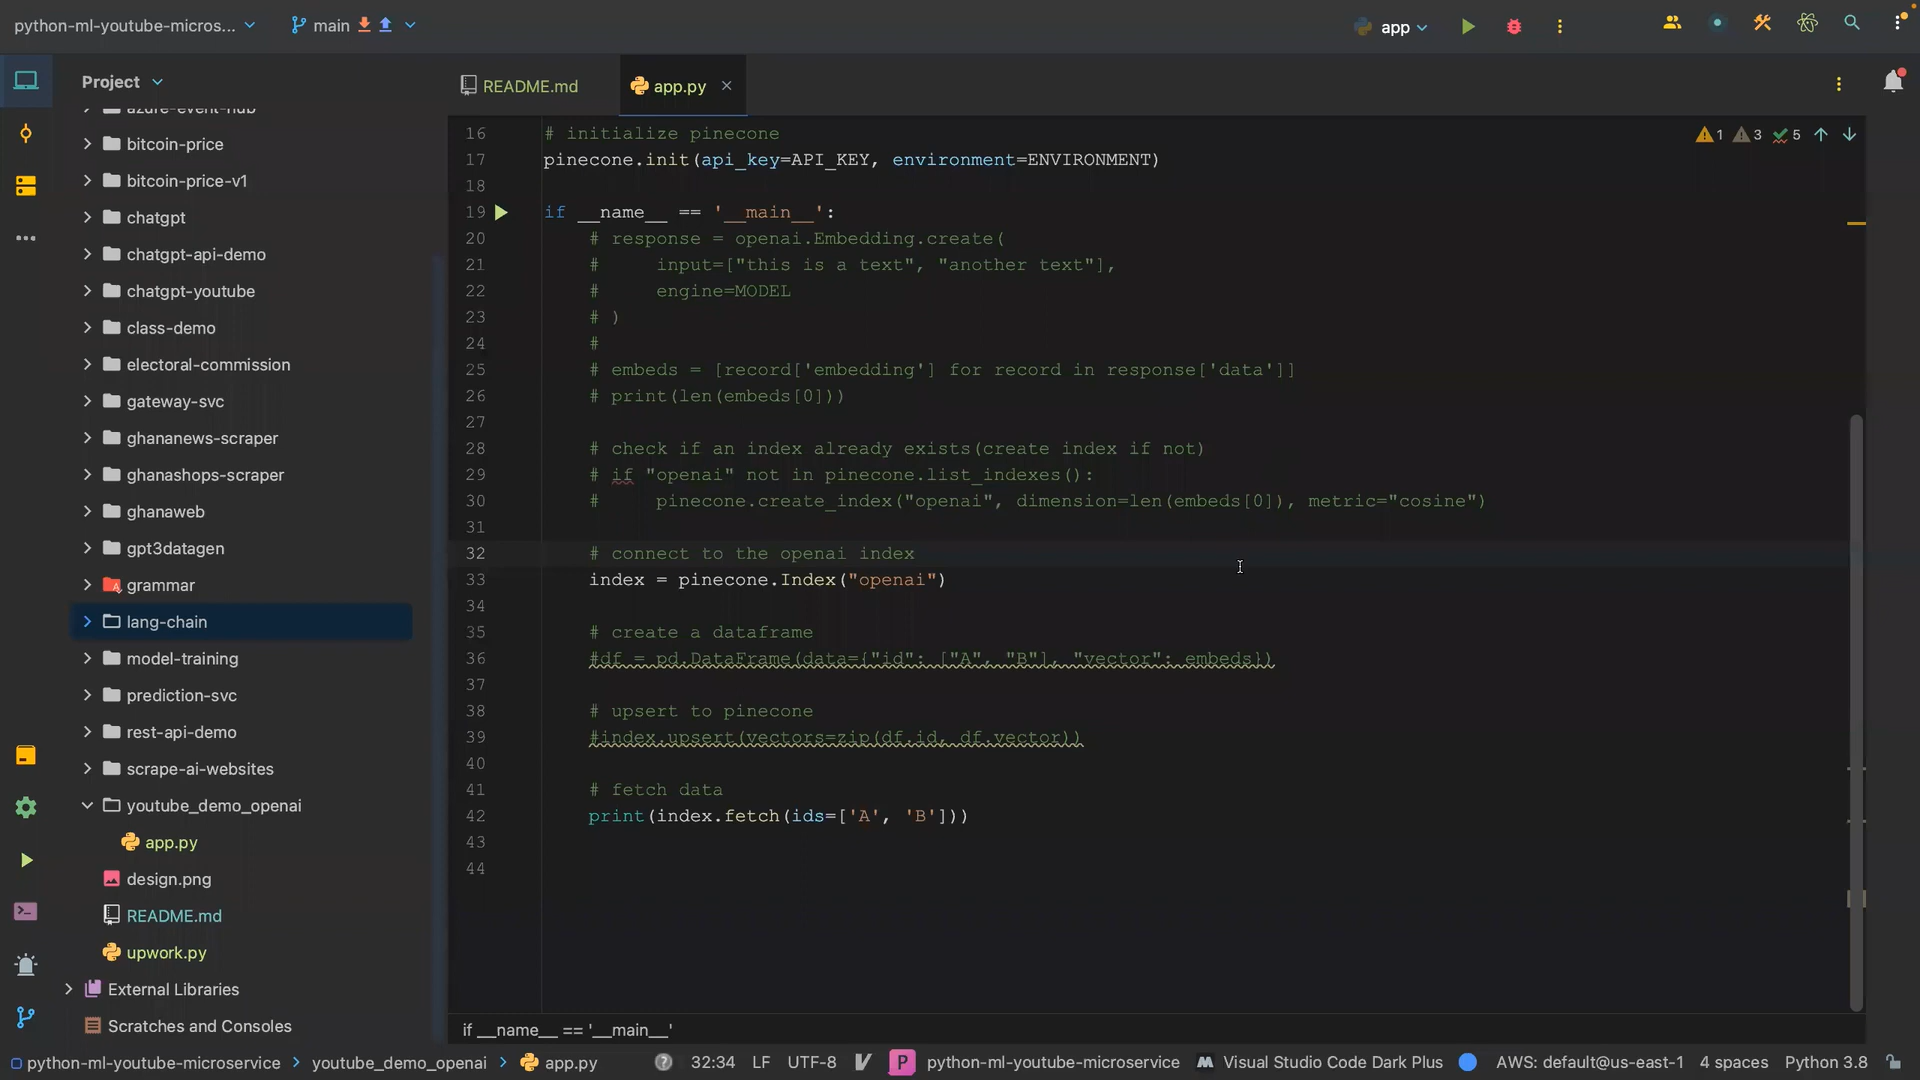 python-ml-youtube-micros...
main
app
Project
README.md
app.py
azure-event-hub
bitcoin-price
bitcoin-price-v1
chatgpt
chatgpt-api-demo
chatgpt-youtube
class-demo
electoral-commission
gateway-svc
ghananews-scraper
ghanashops-scraper
ghanaweb
gpt3datagen
grammar
lang-chain
model-training
prediction-svc
rest-api-demo
scrape-ai-websites
youtube_demo_openai
app.py
design.png
README.md
upwork.py
External Libraries
Scratches and Consoles
1 3 5
16 # initialize pinecone
17 pinecone.init(api_key=API_KEY, environment=ENVIRONMENT)
18
19 if __name__ == '__main__':
20 # response = openai.Embedding.create(
21 # input=["this is a text", "another text"],
22 # engine=MODEL
23 # )
24 #
25 # embeds = [record['embedding'] for record in response['data']]
26 # print(len(embeds[0]))
27
28 # check if an index already exists(create index if not)
29 # if "openai" not in pinecone.list_indexes():
30 # pinecone.create_index("openai", dimension=len(embeds[0]), metric="cosine")
31
32 # connect to the openai index
33 index = pinecone.Index("openai")
34
35 # create a dataframe
36 #df = pd.DataFrame(data={"id": ["A", "B"], "vector": embeds})
37
38 # upsert to pinecone
39 #index.upsert(vectors=zip(df.id, df.vector))
40
41 # fetch data
42 print(index.fetch(ids=['A', 'B']))
43
44
if __name__ == '__main__'
python-ml-youtube-microservice > youtube_demo_openai > app.py
32:34 LF UTF-8 P python-ml-youtube-microservice Visual Studio Code Dark Plus AWS: default@us-east-1 4 spaces Python 3.8